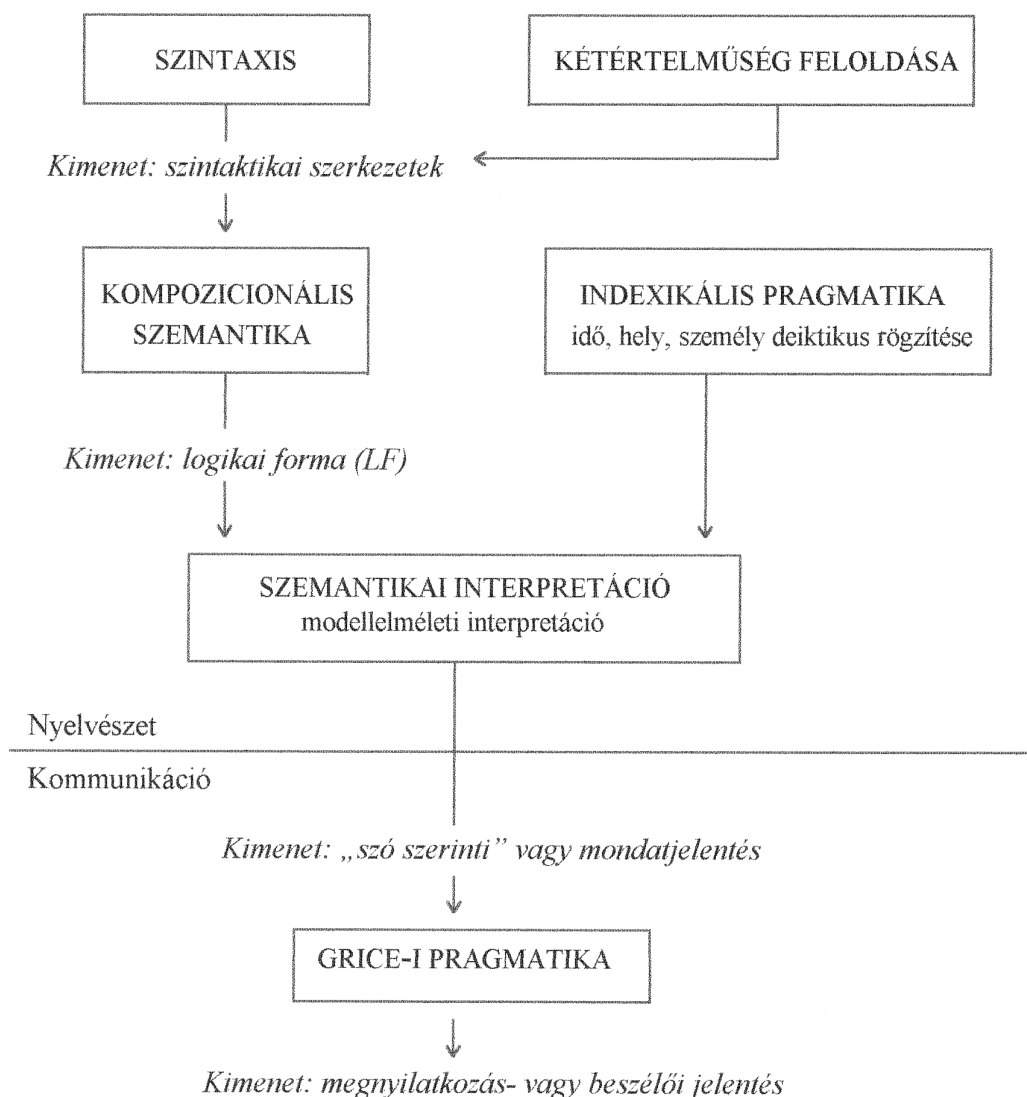 SZINTAXIS
KÉTÉRTELMŰSÉG FELOLDÁSA
Kimenet: szintaktikai szerkezetek
KOMPOZICIONÁLIS
SZEMANTIKA
INDEXIKÁLIS PRAGMATIKA
idő, hely, személy deiktikus rögzítése
Kimenet: logikai forma (LF)
SZEMANTIKAI INTERPRETÁCIÓ
modellelméleti interpretáció
Nyelvészet
Kommunikáció
Kimenet: „szó szerinti” vagy mondatjelentés
GRICE-I PRAGMATIKA
Kimenet: megnyilatkozás- vagy beszélői jelentés